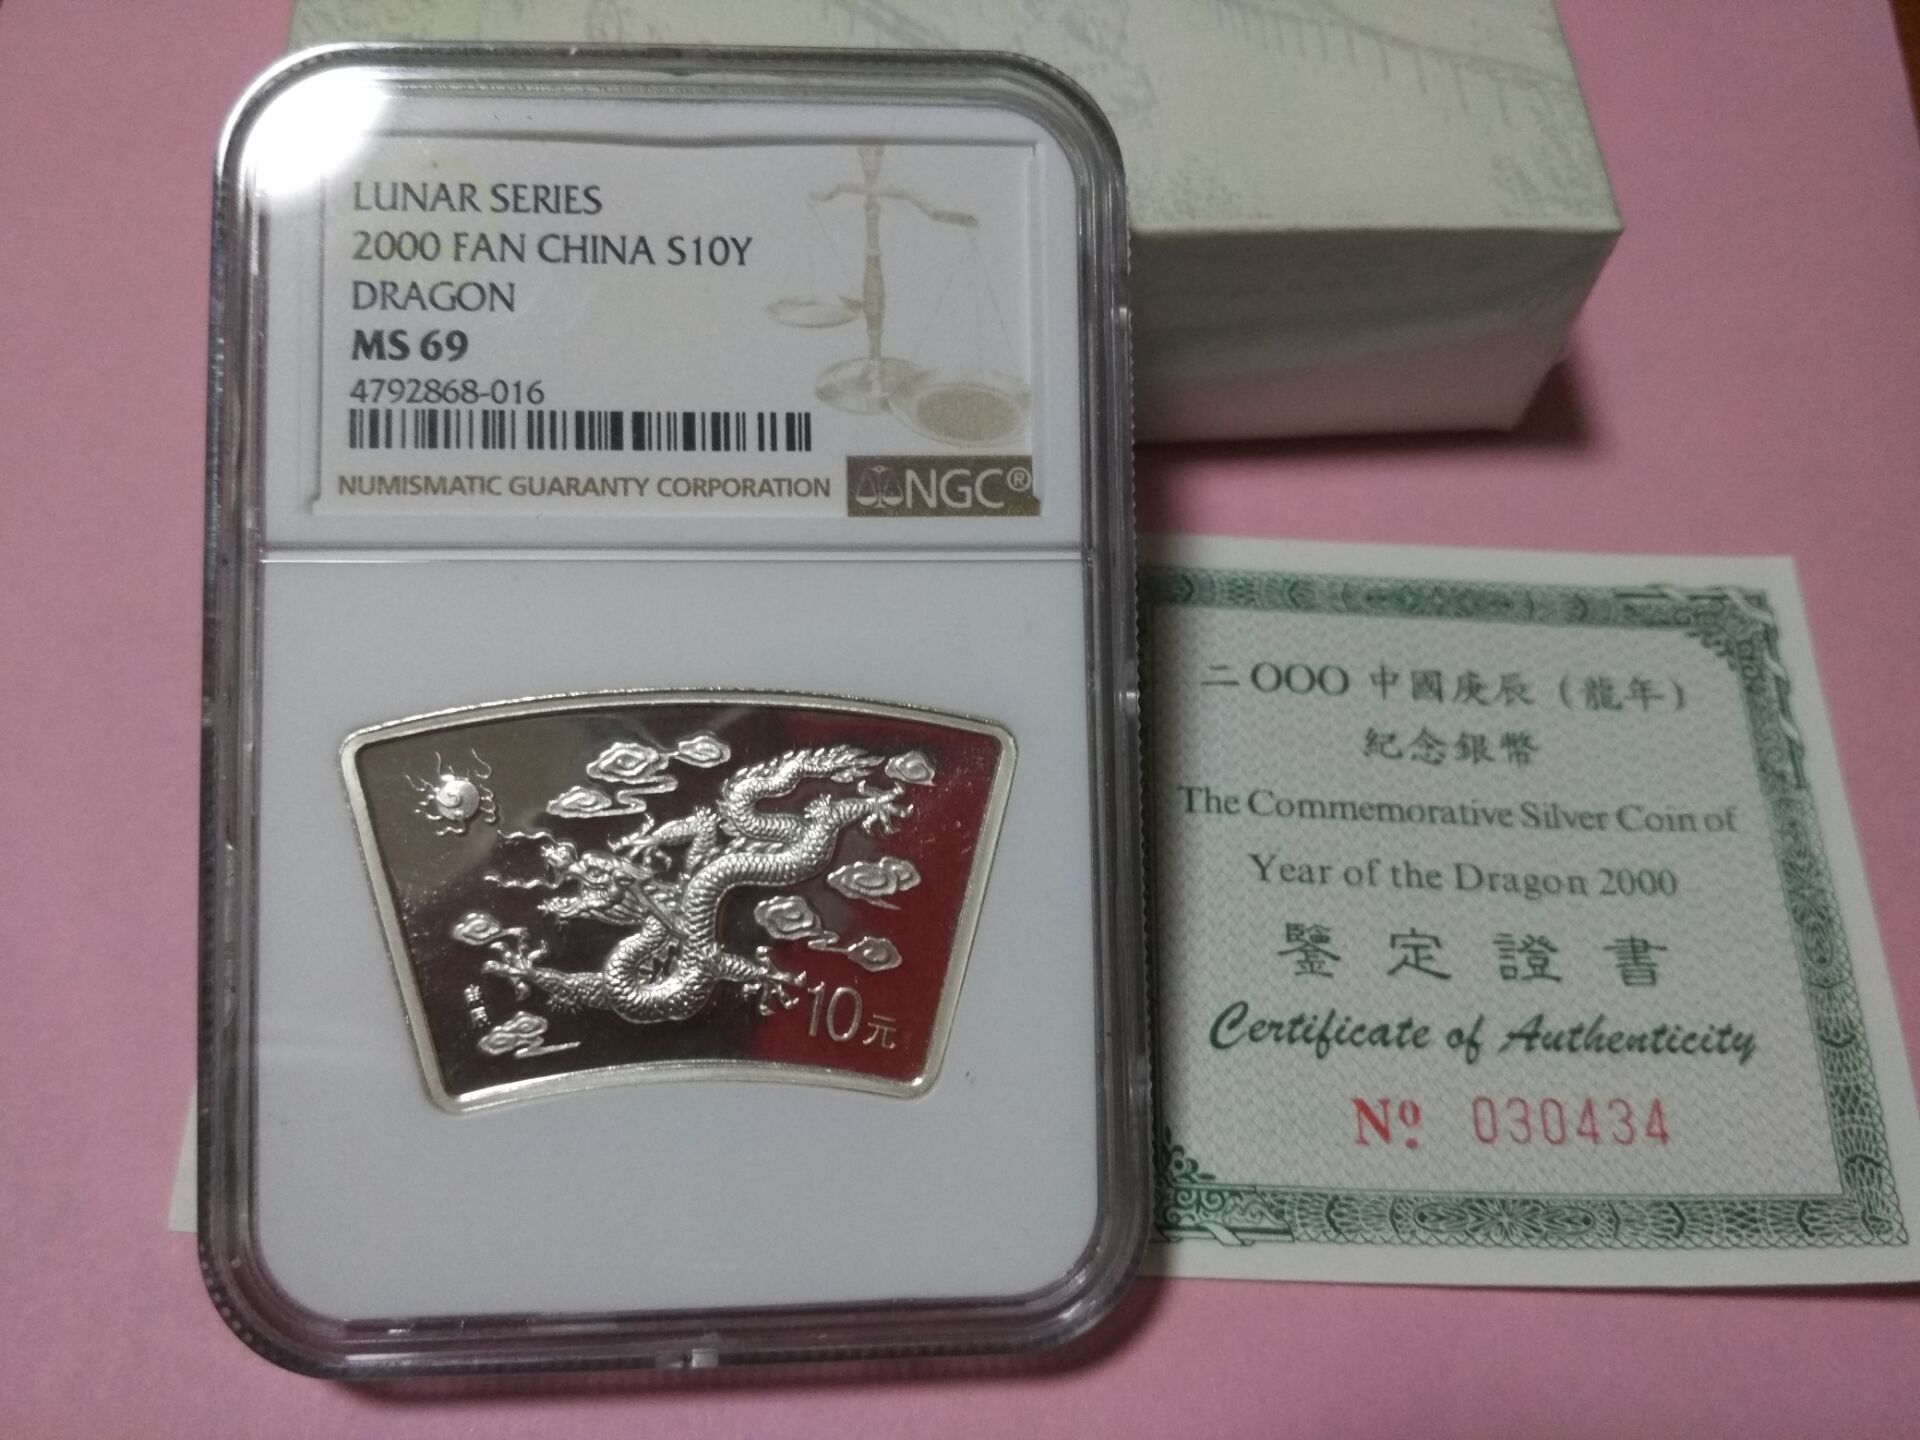 LUNAR SERIES
2000 FAN CHINA S10Y
DRAGON
MS 69
4792868-016
NUMISMATIC GUARANTY CORPORATION
NGC®
10元
二OOO中國庚辰（龍年）
紀念銀幣
The Commemorative Silver Coin of
Year of the Dragon 2000
鑒定證書
Certificate of Authenticity
Nº 030434